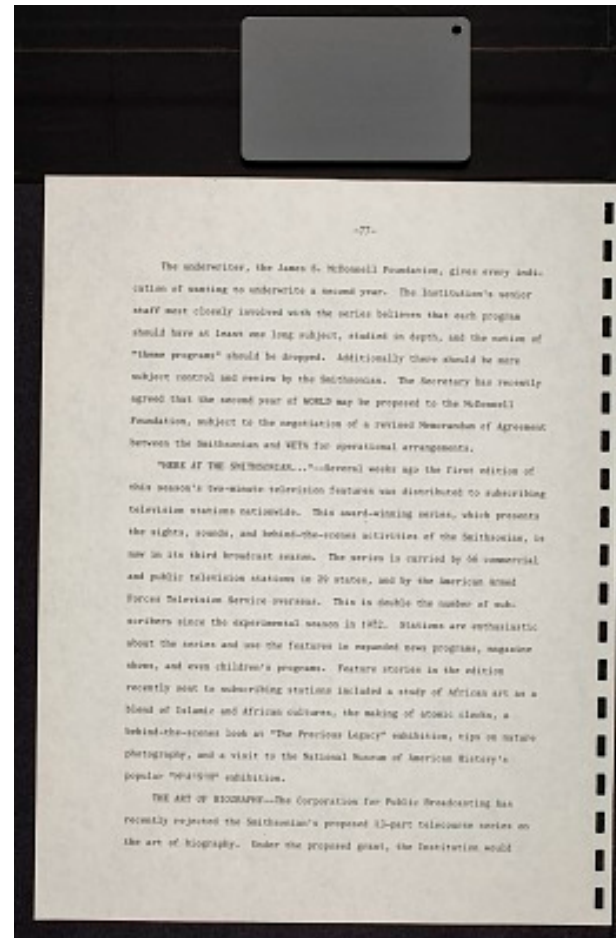 -77-
The underwriter, the James S. McDonnell Foundation, gives every indi-
cation of wanting to underwrite a second year. The Institution's senior
staff most closely involved with the series believes that each program
should have at least one long subject, studied in depth, and the notion of
"theme programs" should be dropped. Additionally there should be more
subject control and review by the Smithsonian. The Secretary has recently
agreed that the second year of WORLD may be proposed to the McDonnell
Foundation, subject to the negotiation of a revised Memorandum of Agreement
between the Smithsonian and WETA for operational arrangements.
"HERE AT THE SMITHSONIAN..."--Several weeks ago the first edition of
this season's two-minute television features was distributed to subscribing
television stations nationwide. This award-winning series, which presents
the sights, sounds, and behind-the-scenes activities of the Smithsonian, is
now in its third broadcast season. The series is carried by 66 commercial
and public television stations in 29 states, and by the American Armed
Forces Television Service overseas. This is double the number of sub-
scribers since the experimental season in 1982. Stations are enthusiastic
about the series and use the features in expanded news programs, magazine
shows, and even children's programs. Feature stories in the edition
recently sent to subscribing stations included a study of African art as a
blend of Islamic and African cultures, the making of atomic clocks, a
behind-the-scenes look at "The Precious Legacy" exhibition, tips on nature
photography, and a visit to the National Museum of American History's
popular "M*A*S*H" exhibition.
THE ART OF BIOGRAPHY--The Corporation for Public Broadcasting has
recently rejected the Smithsonian's proposed 13-part telecourse series on
the art of biography. Under the proposed grant, the Institution would